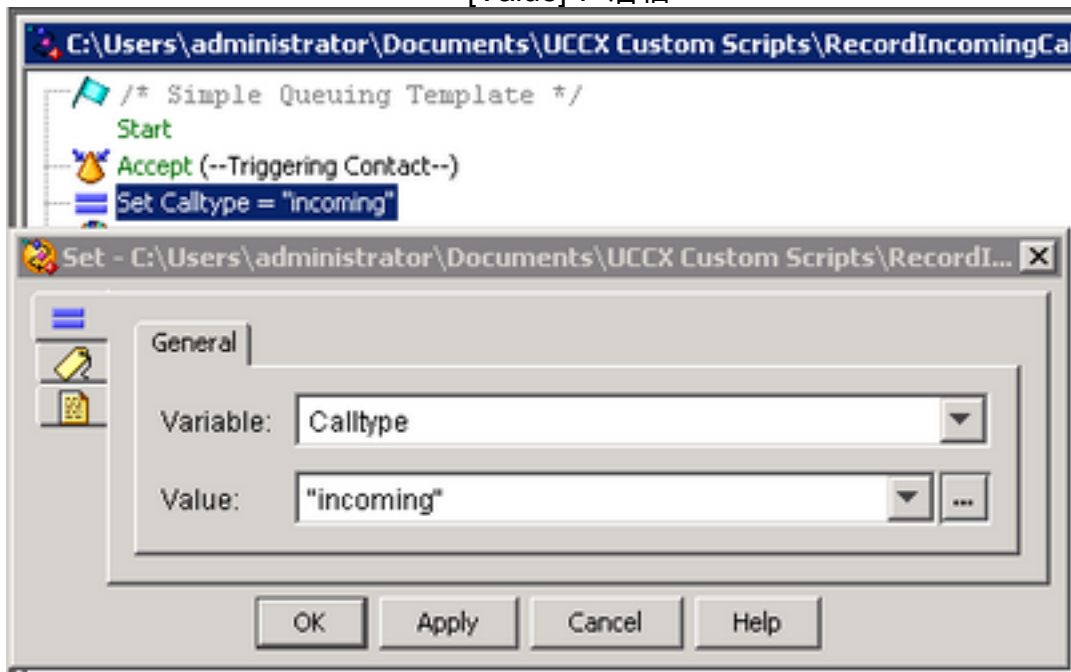 C:\Users\administrator\Documents\UCCX Custom Scripts\RecordIncomingCa
/* Simple Queuing Template */
Start
Accept (--Triggering Contact--)
Set Calltype = "incoming"
Set - C:\Users\administrator\Documents\UCCX Custom Scripts\RecordI...
General
Variable: Calltype
Value: "incoming" ...
OK Apply Cancel Help